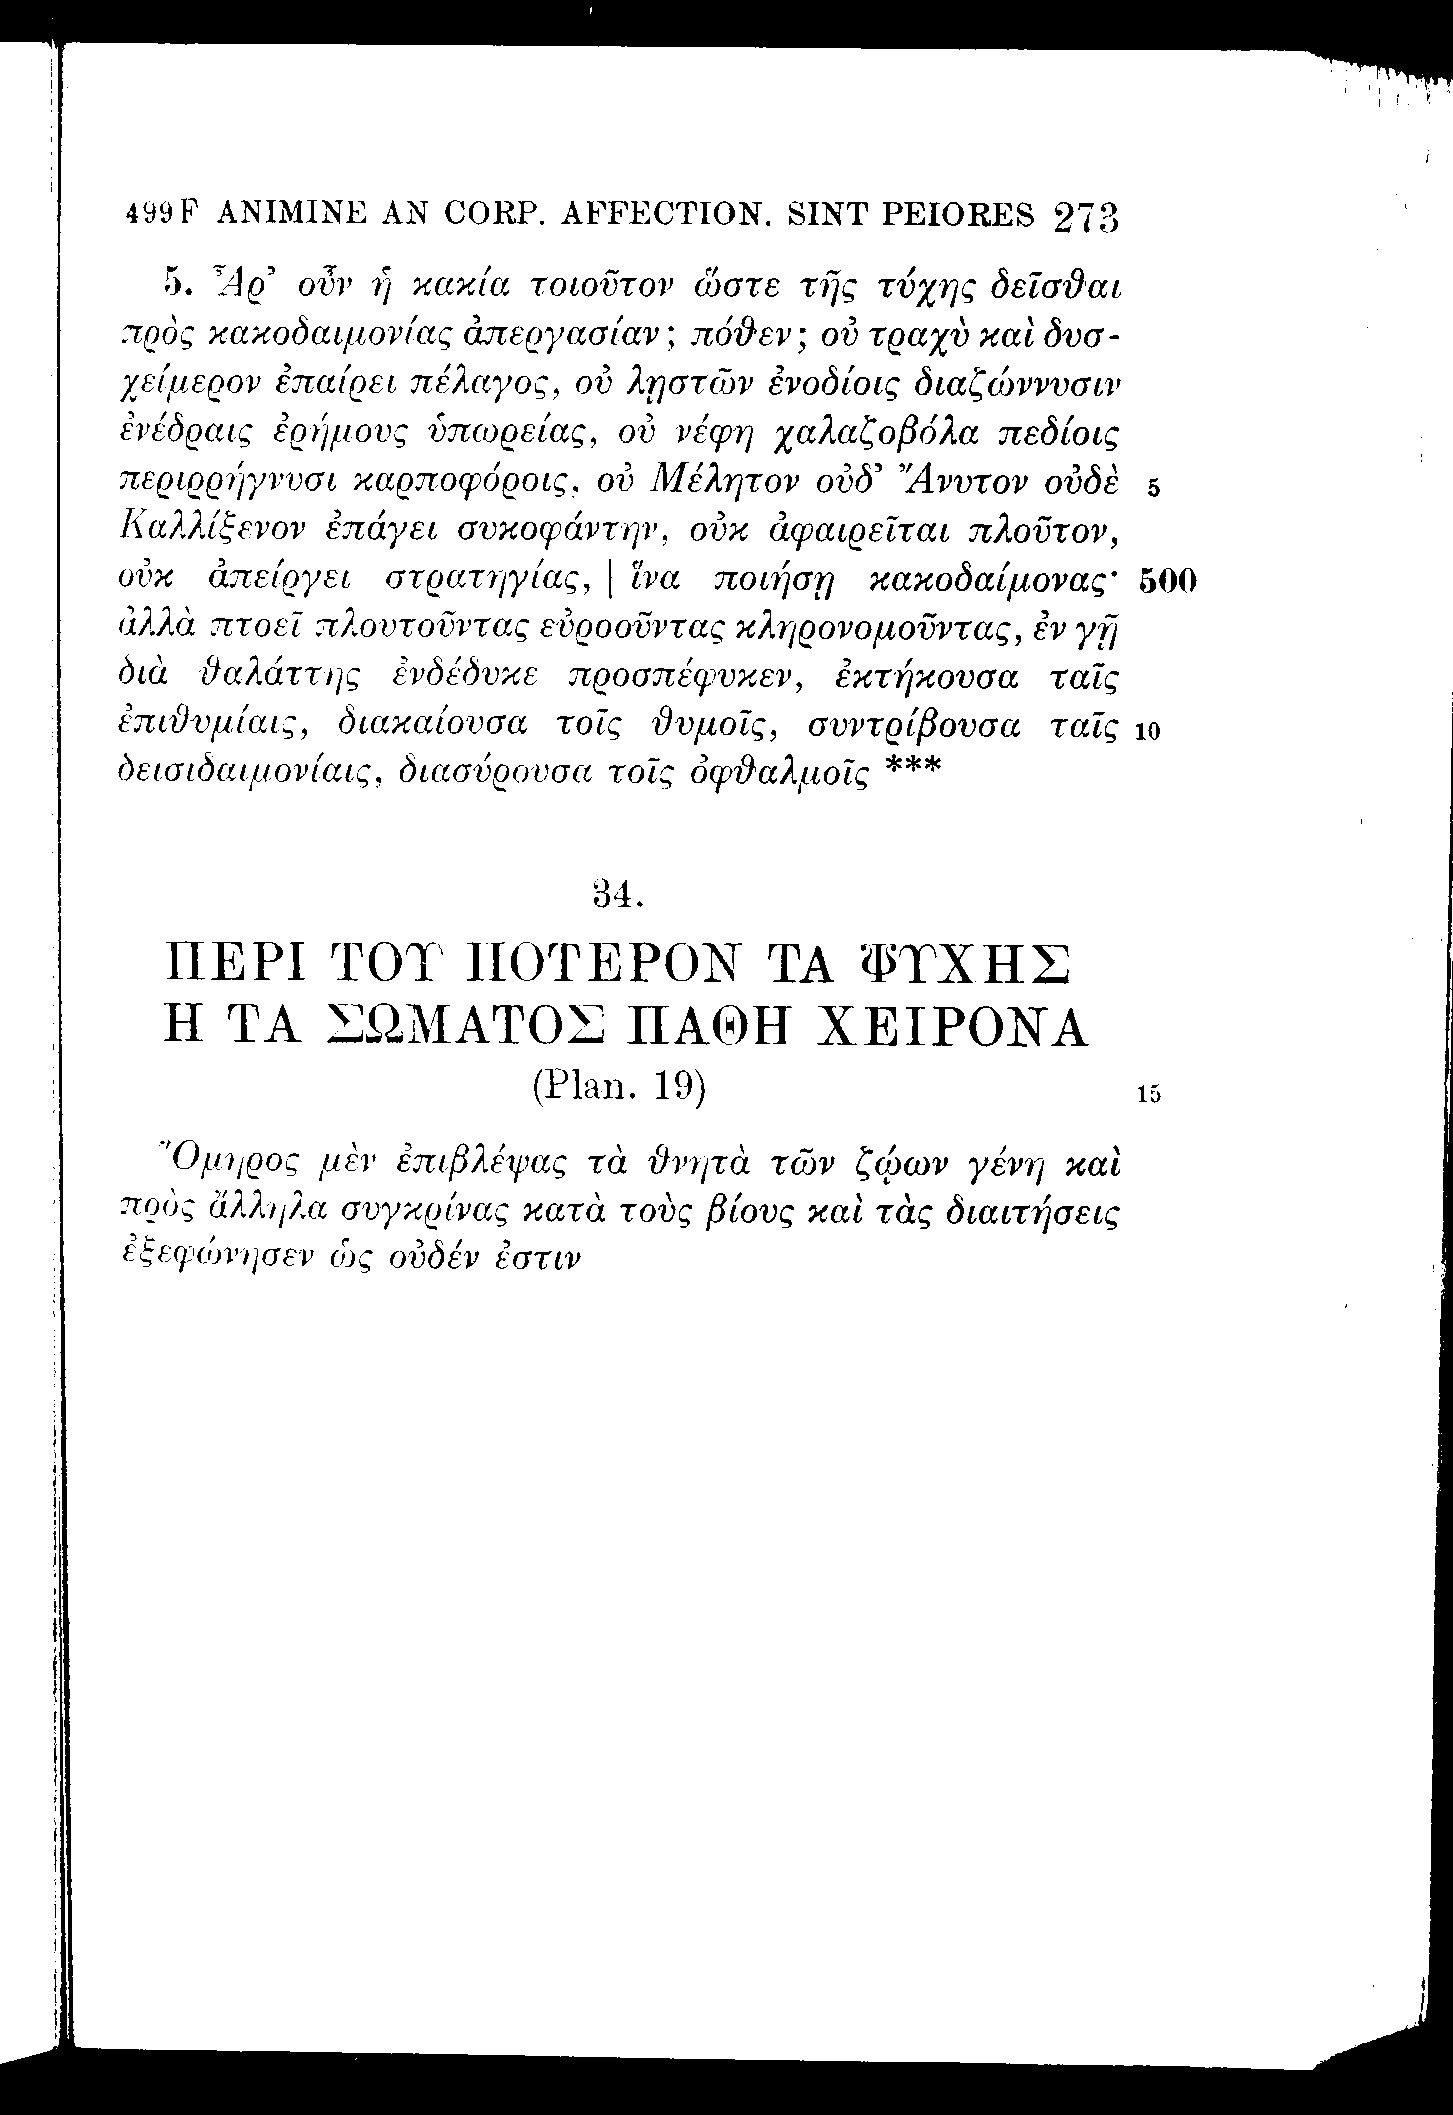 499F ANIMINE AN CORP. AFFECTION. SINT PEIORES 273
5. Ἆρ’ οὖν ἡ κακία τοιοῦτον ὥστε τῆς τύχης δεῖσθαι
πρὸς κακοδαιμονίας ἀπεργασίαν; πόθεν; οὐ τραχὺ καὶ δυσ-
χείμερον ἐπαίρει πέλαγος, οὐ λῃστῶν ἐνοδίοις διαζώννυσιν
ἐνέδραις ἐρήμους ὑπωρείας, οὐ νέφη χαλαζοβόλα πεδίοις
περιρρήγνυσι καρποφόροις, οὐ Μέλητον οὐδ’ Ἄνυτον οὐδὲ 5
Καλλίξενον ἐπάγει συκοφάντην, οὐκ ἀφαιρεῖται πλοῦτον,
οὐκ ἀπείργει στρατηγίας, | ἵνα ποιήσῃ κακοδαίμονας· 500
ἀλλὰ πτοεῖ πλουτοῦντας εὐροοῦντας κληρονομοῦντας, ἐν γῇ
διὰ θαλάττης ἐνδέδυκε προσπέφυκεν, ἐκτήκουσα ταῖς
ἐπιθυμίαις, διακαίουσα τοῖς θυμοῖς, συντρίβουσα ταῖς 10
δεισιδαιμονίαις, διασύρουσα τοῖς ὀφθαλμοῖς ***
34.
ΠΕΡΙ ΤΟΥ ΠΟΤΕΡΟΝ ΤΑ ΨΥΧΗΣ
Η ΤΑ ΣΩΜΑΤΟΣ ΠΑΘΗ ΧΕΙΡΟΝΑ
(Plan. 19) 15
Ὅμηρος μὲν ἐπιβλέψας τὰ θνητὰ τῶν ζῴων γένη καὶ
πρὸς ἄλληλα συγκρίνας κατὰ τοὺς βίους καὶ τὰς διαιτήσεις
ἐξεφώνησεν ὡς οὐδέν ἐστιν